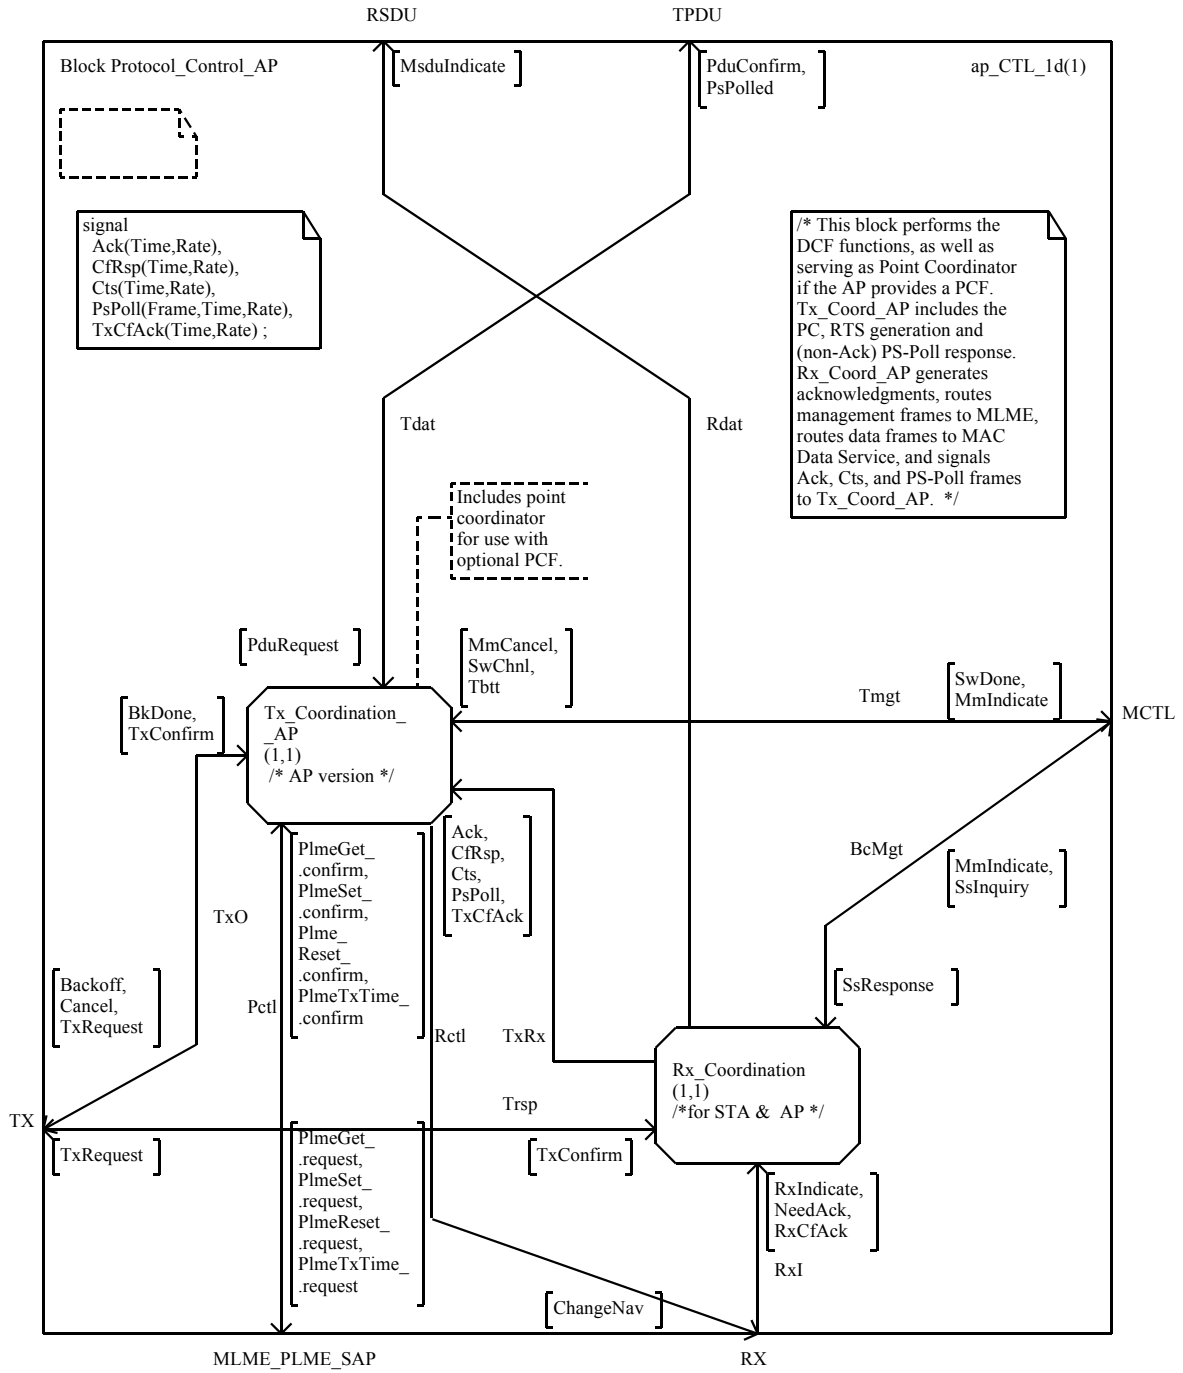 RSDU
TPDU
Block Protocol_Control_AP
MsduIndicate
PduConfirm,
PsPolled
ap_CTL_1d(1)
signal
Ack(Time,Rate),
CfRsp(Time,Rate),
Cts(Time,Rate),
PsPoll(Frame,Time,Rate),
TxCfAck(Time,Rate) ;
/* This block performs the
DCF functions, as well as
serving as Point Coordinator
if the AP provides a PCF.
Tx_Coord_AP includes the
PC, RTS generation and
(non-Ack) PS-Poll response.
Rx_Coord_AP generates
acknowledgments, routes
management frames to MLME,
routes data frames to MAC
Data Service, and signals
Ack, Cts, and PS-Poll frames
to Tx_Coord_AP.  */
Tdat
Rdat
Includes point
coordinator
for use with
optional PCF.
PduRequest
MmCancel,
SwChnl,
Tbtt
SwDone,
MmIndicate
Tmgt
MCTL
BkDone,
TxConfirm
Tx_Coordination_
_AP
(1,1)
/* AP version */
PlmeGet_
.confirm,
PlmeSet_
.confirm,
Plme_
Reset_
.confirm,
PlmeTxTime_
.confirm
Ack,
CfRsp,
Cts,
PsPoll,
TxCfAck
BcMgt
MmIndicate,
SsInquiry
TxO
Backoff,
Cancel,
TxRequest
Pctl
Rctl
TxRx
SsResponse
Rx_Coordination
(1,1)
/*for STA &  AP */
TX
Trsp
TxRequest
PlmeGet_
.request,
PlmeSet_
.request,
PlmeReset_
.request,
PlmeTxTime_
.request
TxConfirm
RxIndicate,
NeedAck,
RxCfAck
RxI
ChangeNav
MLME_PLME_SAP
RX